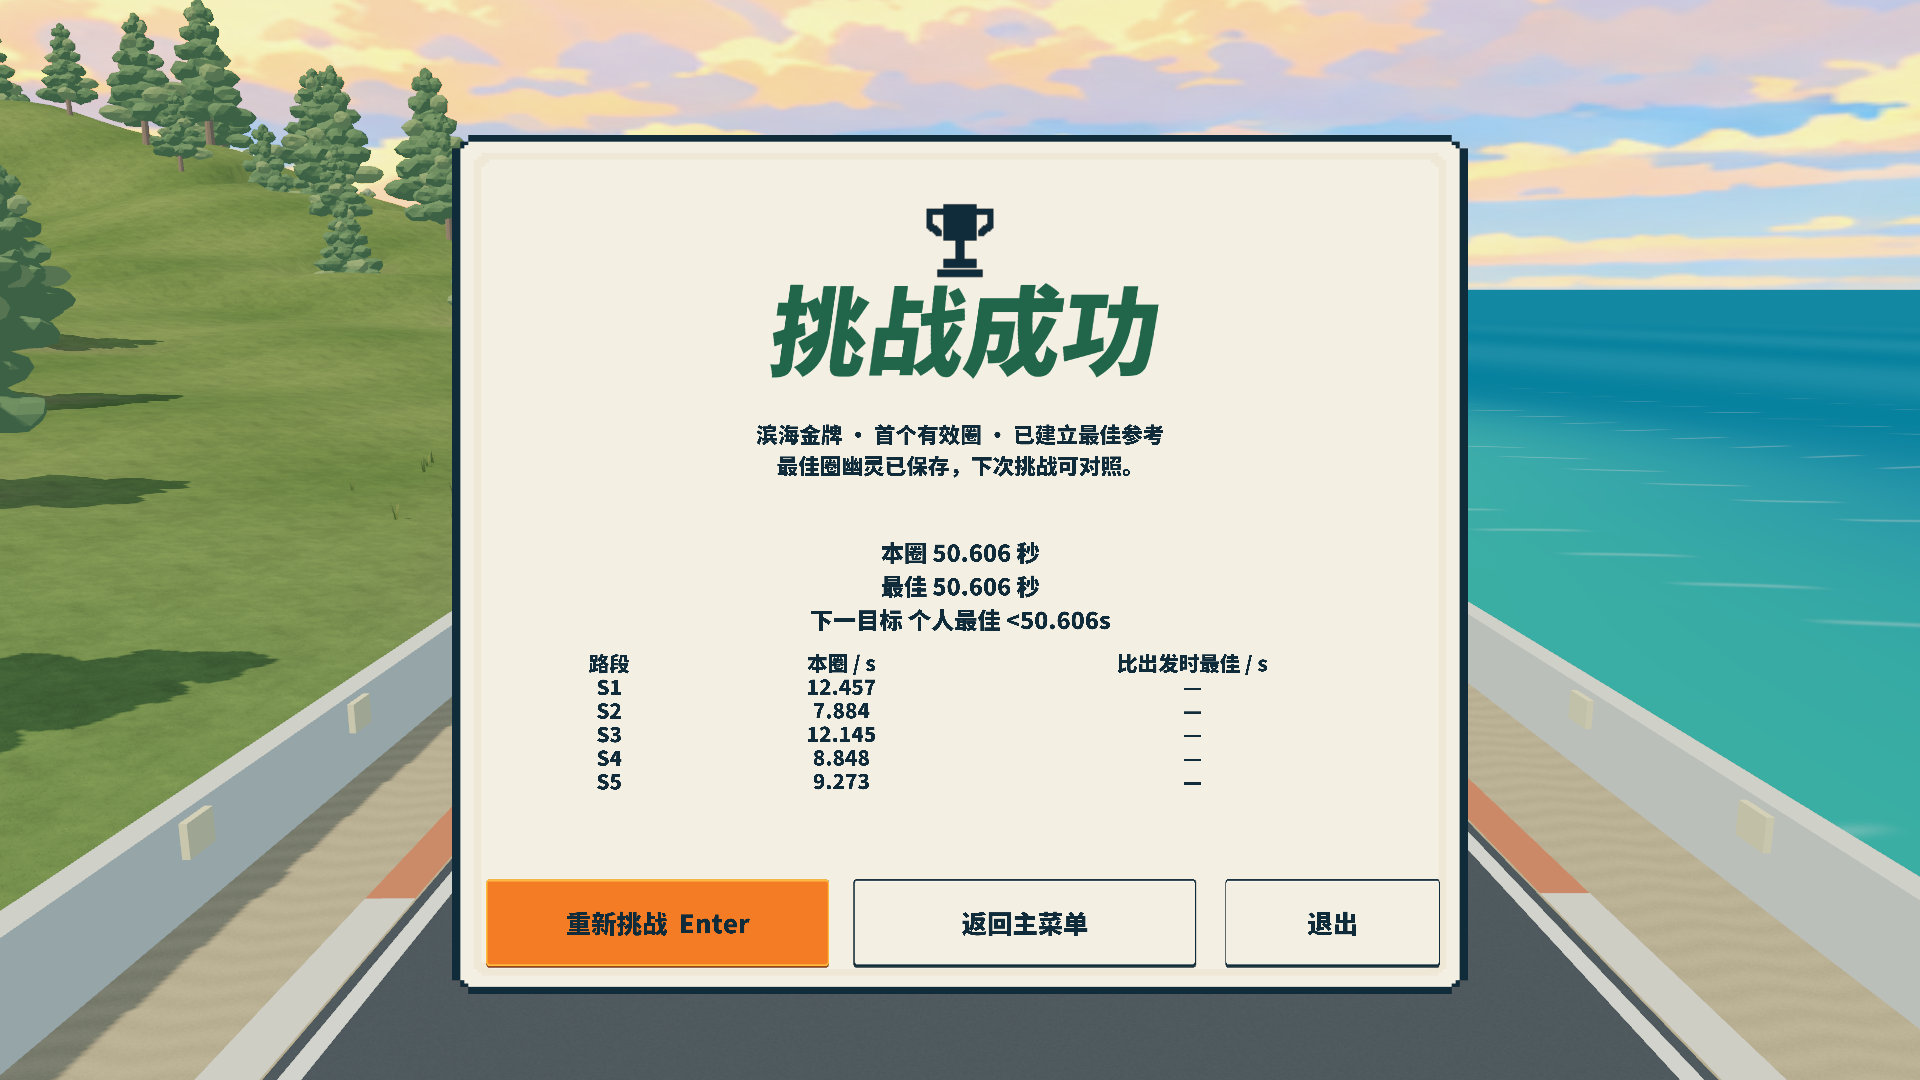 挑战成功
滨海金牌 · 首个有效圈 · 已建立最佳参考
最佳圈幽灵已保存，下次挑战可对照。
本圈 50.606 秒
最佳 50.606 秒
下一目标 个人最佳 <50.606s
路段 本圈 / s 比出发时最佳 / s
S1 12.457 —
S2 7.884 —
S3 12.145 —
S4 8.848 —
S5 9.273 —
重新挑战 Enter 返回主菜单 退出